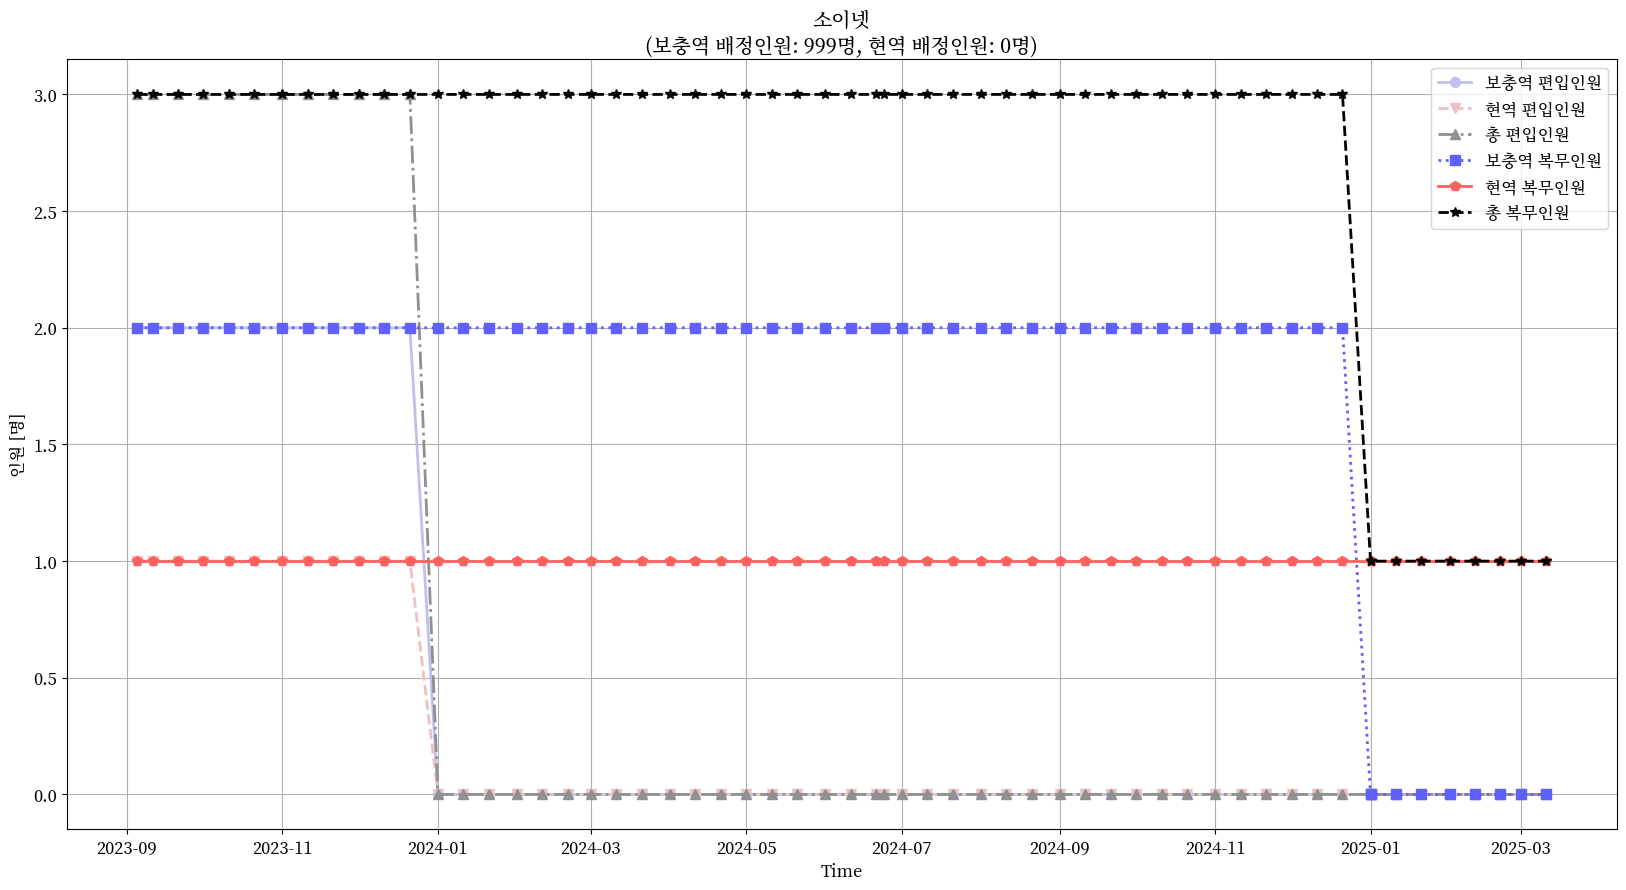 소이넷
(보충역 배정인원: 999명, 현역 배정인원: 0명)
3.0
2.5
2.0
1.5
1.0
0.5
0.0
인원 [명]
보충역 편입인원
현역 편입인원
총 편입인원
보충역 복무인원
현역 복무인원
총 복무인원
2023-09 2023-11 2024-01 2024-03 2024-05 2024-07 2024-09 2024-11 2025-01 2025-03
Time